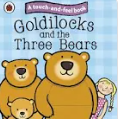 A touch-and-feel book
Goldilocks
and the
Three Bears